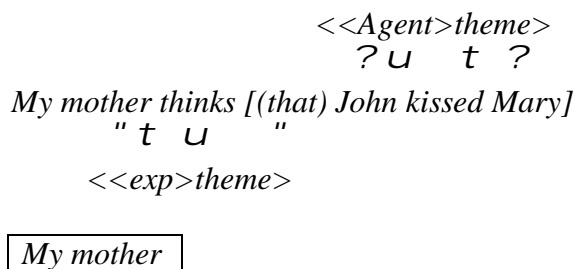 <<Agent>theme>
? u t ?
My mother thinks [(that) John kissed Mary]
" t u "
<<exp>theme>
My mother